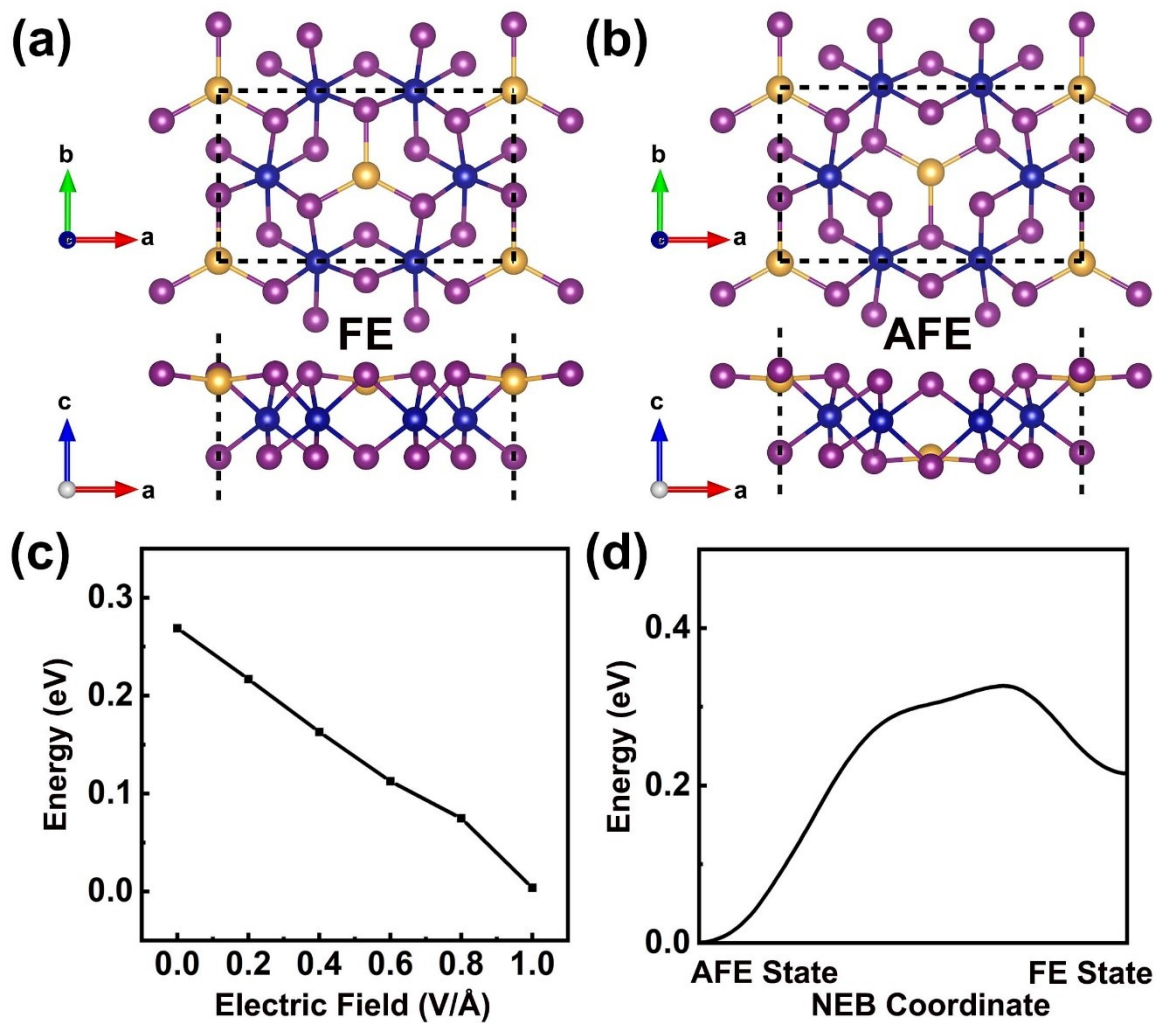 (a)
b
c
a
FE
c
a
(b)
b
c
a
AFE
c
a
(c)
Energy (eV)
0.3
0.2
0.1
0.0
0.0 0.2 0.4 0.6 0.8 1.0
Electric Field (V/Å)
(d)
Energy (eV)
0.4
0.2
0.0
AFE State FE State
NEB Coordinate